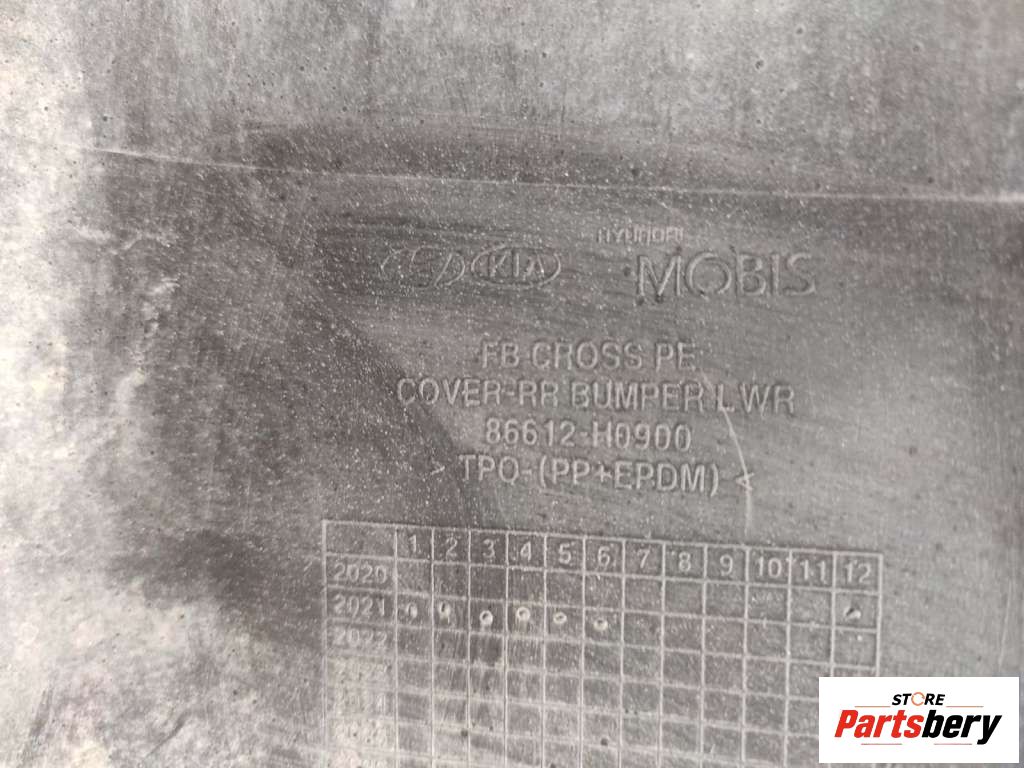 HYUNDAI
KIA MOBIS
FB CROSS PE
COVER-RR BUMPER LWR
86612-H0900
> TPO-(PP+EPDM) <
1 2 3 4 5 6 7 8 9 10 11 12
2020
2021
2022
STORE
Partsbery